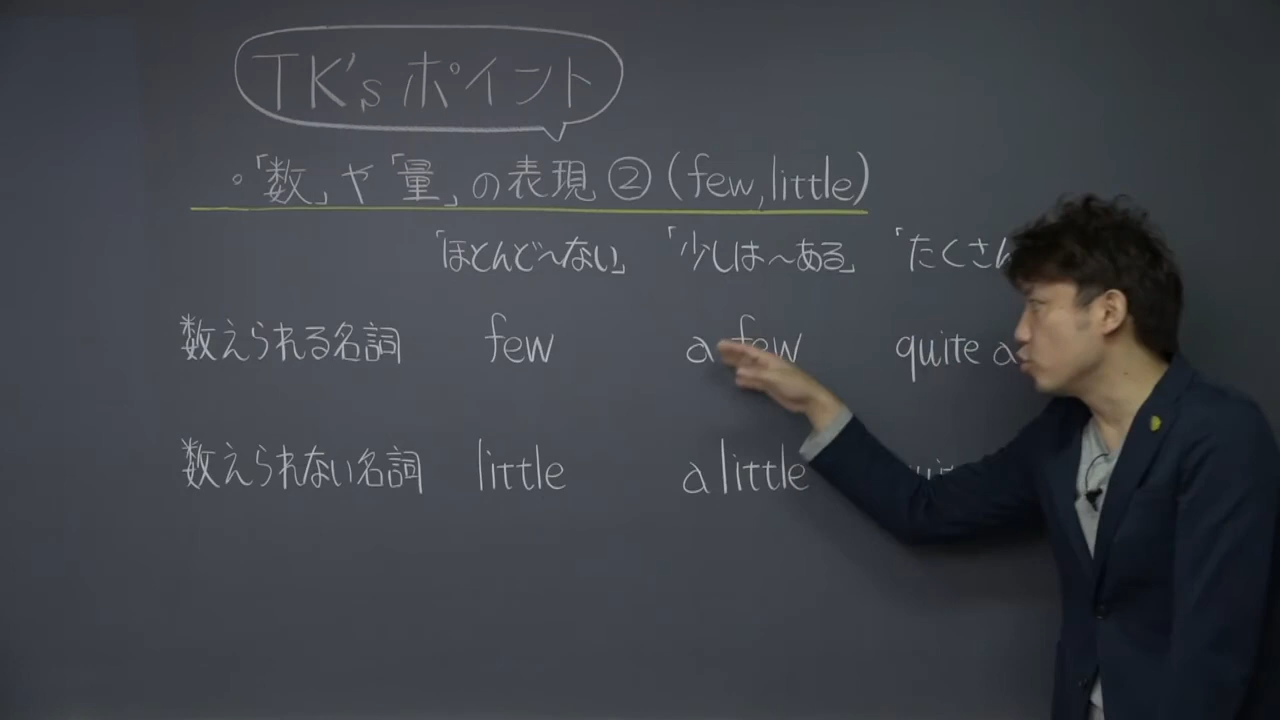 TK'sポイント
・「数」や「量」の表現②(few,little)
「ほとんど〜ない」 「少しは〜ある」 「たくさん
数えられる名詞 few a few quite a
数えられない名詞 little a little